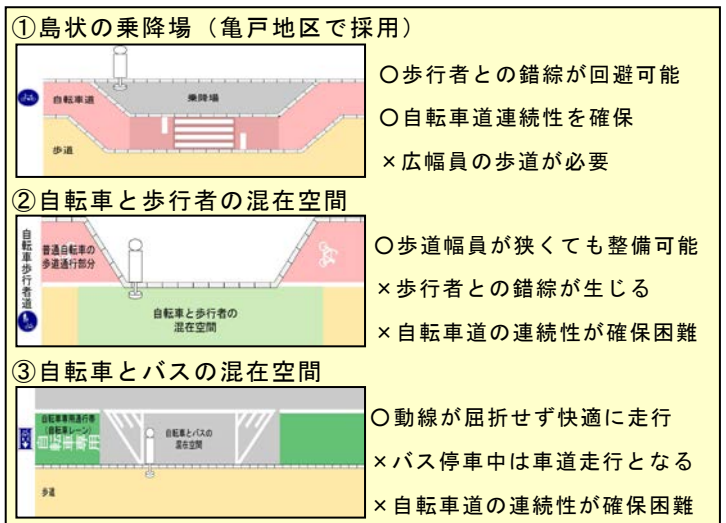 ①島状の乗降場（亀戸地区で採用）
自転車道
乗降場
歩道
〇歩行者との錯綜が回避可能
〇自転車道連続性を確保
×広幅員の歩道が必要
②自転車と歩行者の混在空間
自転車歩行者道
普通自転車の
歩道通行部分
自転車と歩行者の
混在空間
〇歩道幅員が狭くても整備可能
×歩行者との錯綜が生じる
×自転車道の連続性が確保困難
③自転車とバスの混在空間
自転車専用通行帯
（自転車レーン）
自転車専用
自転車とバスの
混在空間
歩道
〇動線が屈折せず快適に走行
×バス停車中は車道走行となる
×自転車道の連続性が確保困難